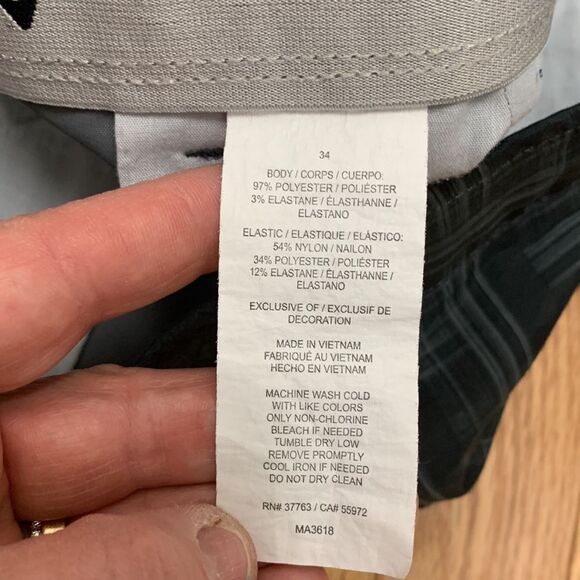 34
BODY / CORPS / CUERPO:
97% POLYESTER / POLIÉSTER
3% ELASTANE / ÉLASTHANNE /
ELASTANO
ELASTIC / ELASTIQUE / ELÁSTICO:
54% NYLON / NAILON
34% POLYESTER / POLIÉSTER
12% ELASTANE / ÉLASTHANNE /
ELASTANO
EXCLUSIVE OF / EXCLUSIF DE
DECORATION
MADE IN VIETNAM
FABRIQUÉ AU VIETNAM
HECHO EN VIETNAM
MACHINE WASH COLD
WITH LIKE COLORS
ONLY NON-CHLORINE
BLEACH IF NEEDED
TUMBLE DRY LOW
REMOVE PROMPTLY
COOL IRON IF NEEDED
DO NOT DRY CLEAN
RN# 37763 / CA# 55972
MA3618